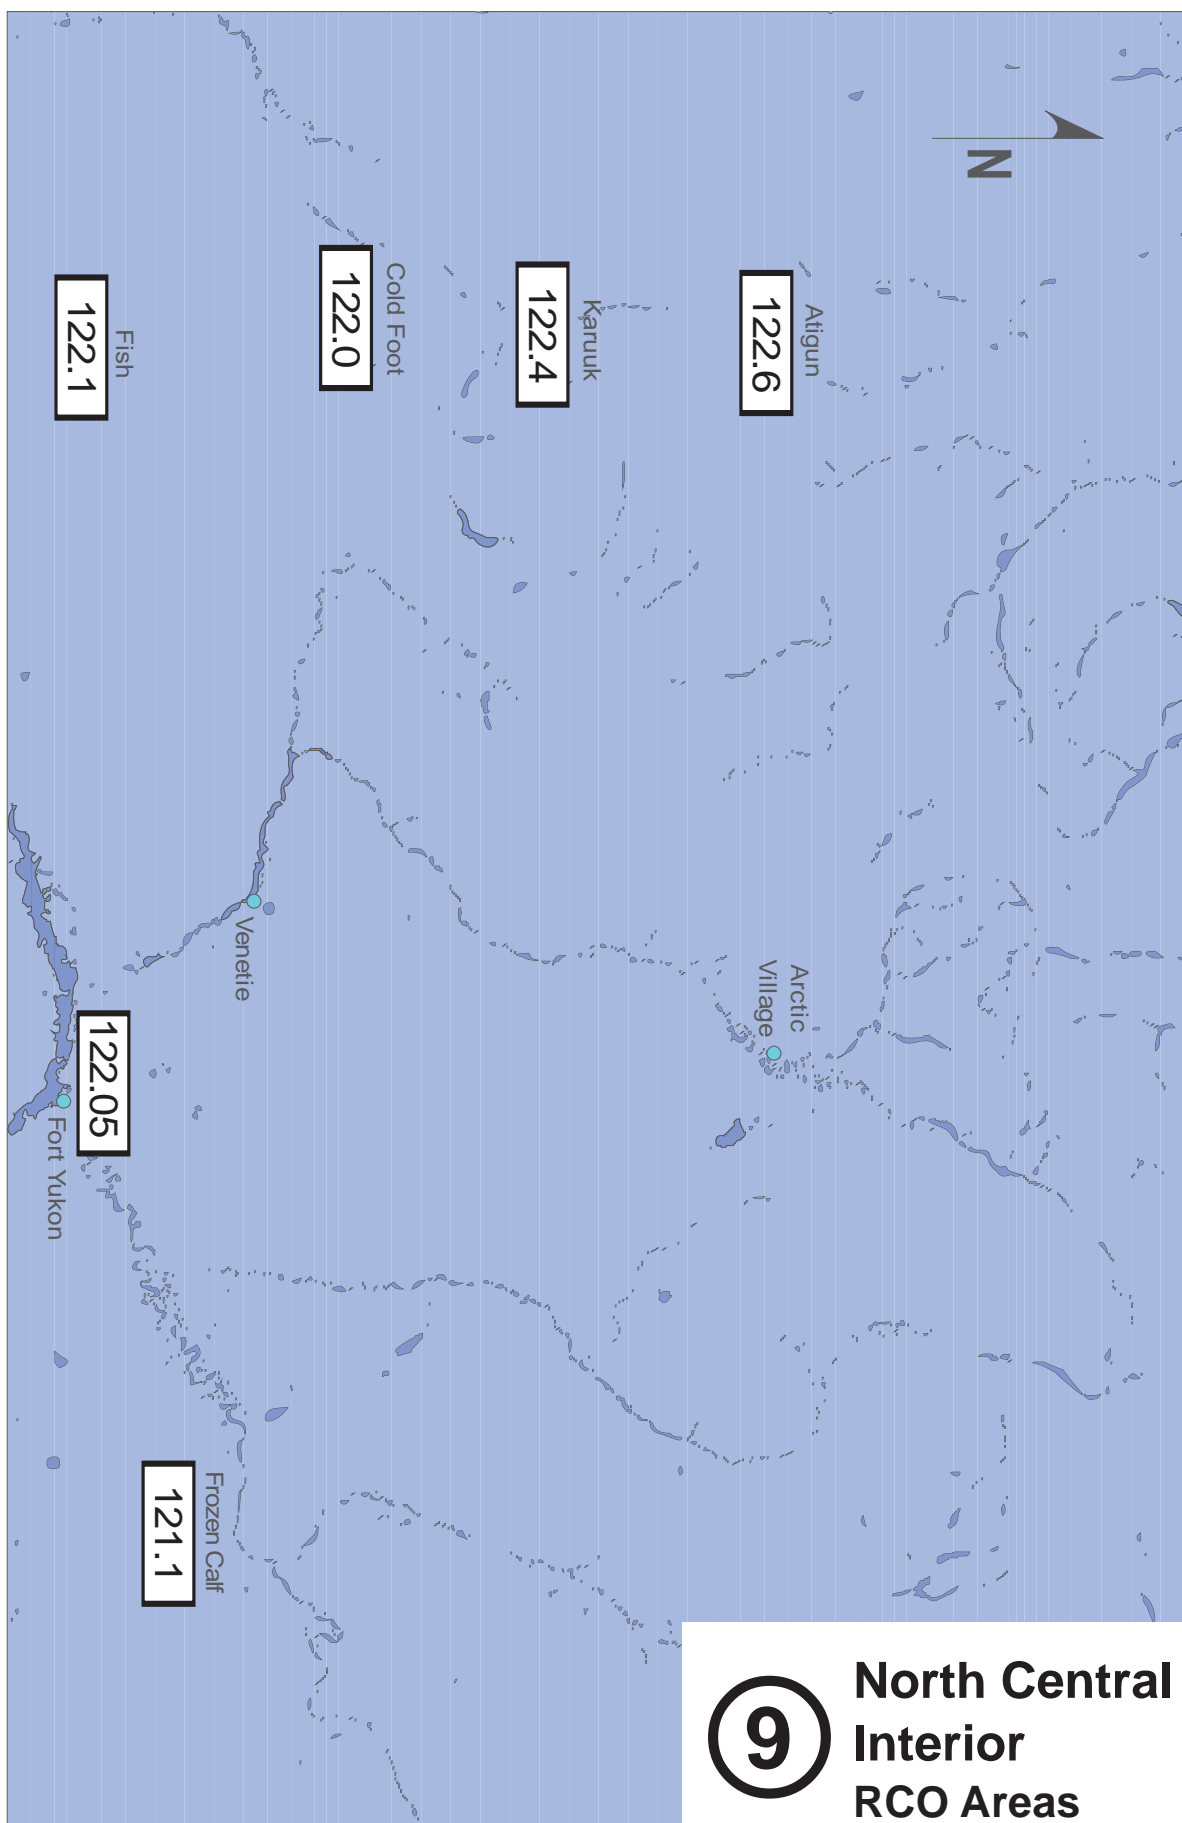 N
Atigun
122.6
Karuuk
122.4
Cold Foot
122.0
Fish
122.1
Arctic
Village
Venetie
122.05
Fort Yukon
Frozen Calf
121.1
9
North Central
Interior
RCO Areas